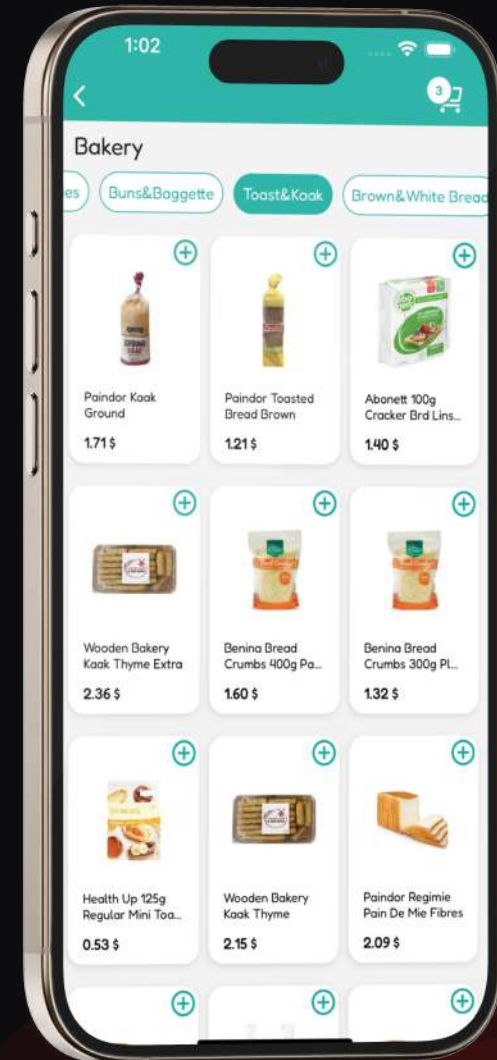 1:02
3
Bakery
es
Buns&Baggette
Toast&Kaak
Brown&White Bread
Paindor Kaak
Ground
1.71 $
Paindor Toasted
Bread Brown
1.21 $
Abonett 100g
Cracker Brd Lins...
1.40 $
Wooden Bakery
Kaak Thyme Extra
2.36 $
Benina Bread
Crumbs 400g Pa...
1.60 $
Benina Bread
Crumbs 300g Pl...
1.32 $
Health Up 125g
Regular Mini Toa...
0.53 $
Wooden Bakery
Kaak Thyme
2.15 $
Paindor Regimie
Pain De Mie Fibres
2.09 $